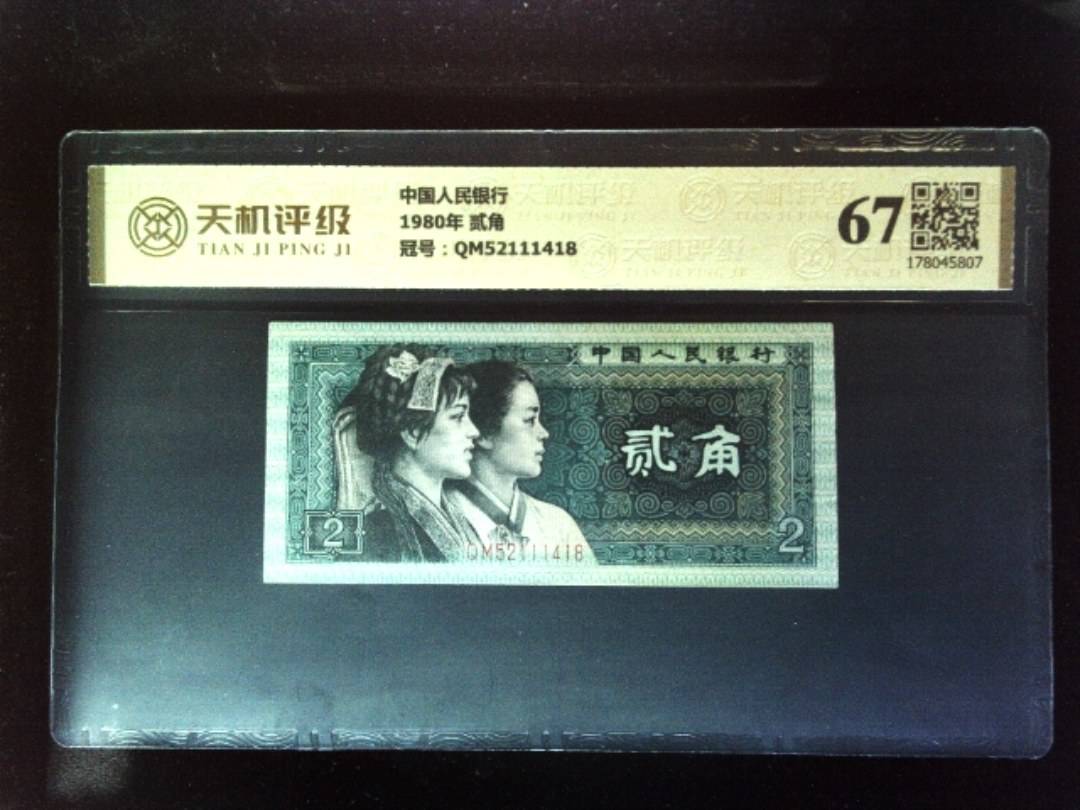 天机评级
TIAN JI PING JI
中国人民银行
1980年 贰角
冠号：QM52111418
67
178045807
中国人民银行
贰角
2
2
QM52111418